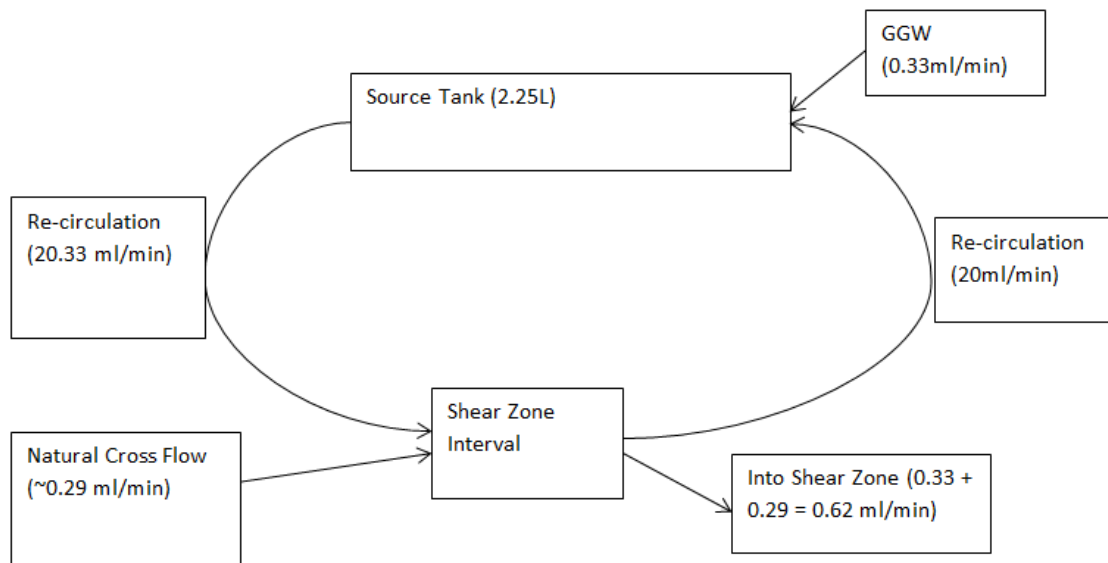 GGW
(0.33ml/min)
Source Tank (2.25L)
Re-circulation
(20.33 ml/min)
Re-circulation
(20ml/min)
Shear Zone
Interval
Natural Cross Flow
(~0.29 ml/min)
Into Shear Zone (0.33 +
0.29 = 0.62 ml/min)